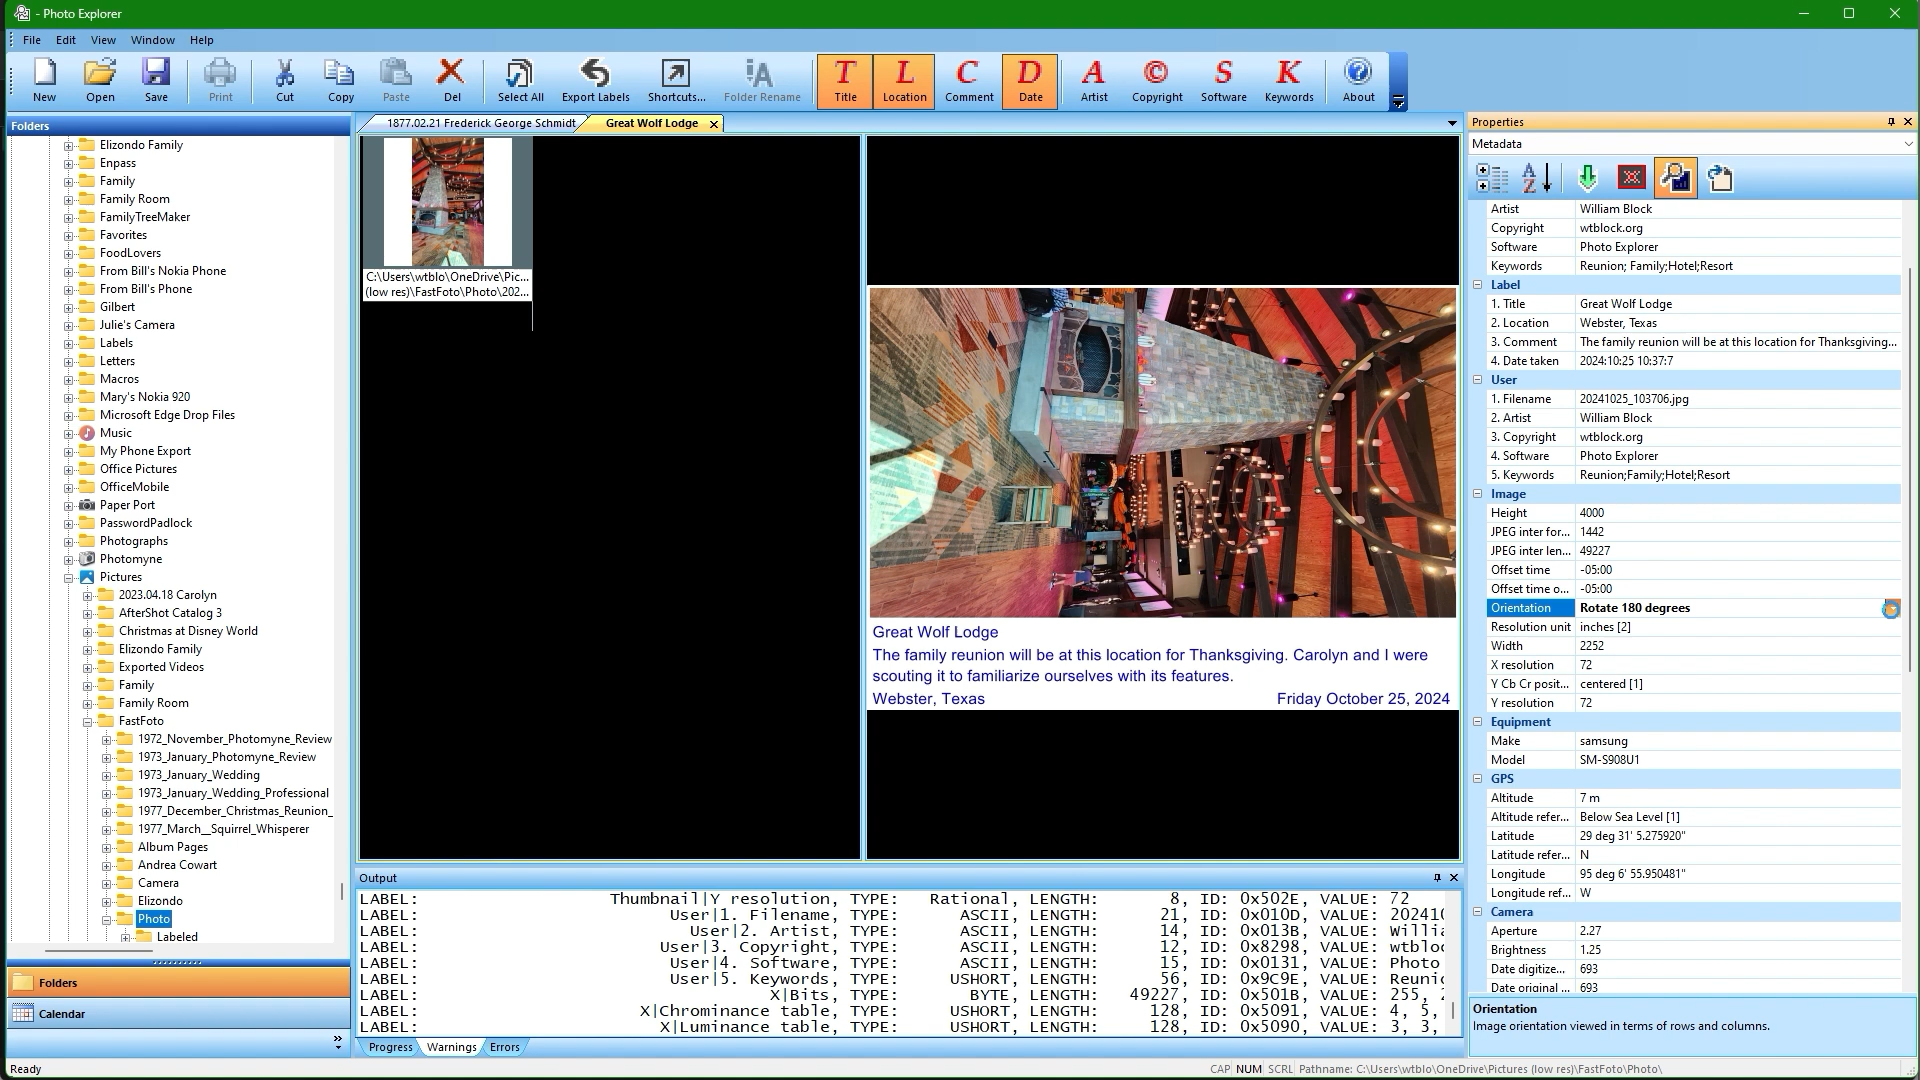 - Photo Explorer
File Edit View Window Help
New Open Save Print Cut Copy Paste Del Select All Export Labels Shortcuts... Folder Rename Title Location Comment Date Artist Copyright Software Keywords About
T L C D A © S K
Folders
Elizondo Family
Enpass
Family
Family Room
FamilyTreeMaker
Favorites
FoodLovers
From Bill's Nokia Phone
From Bill's Phone
Gilbert
Julie's Camera
Labels
Letters
Macros
Mary's Nokia 920
Microsoft Edge Drop Files
Music
My Phone Export
Office Pictures
OfficeMobile
Paper Port
PasswordPadlock
Photographs
Photomyne
Pictures
2023.04.18 Carolyn
AfterShot Catalog 3
Christmas at Disney World
Elizondo Family
Exported Videos
Family
Family Room
FastFoto
1972_November_Photomyne_Review
1973_January_Photomyne_Review
1973_January_Wedding
1973_January_Wedding_Professional
1977_December_Christmas_Reunion_
1977_March__Squirrel_Whisperer
Album Pages
Andrea Cowart
Camera
Elizondo
Photo
Labeled
Folders
Calendar
1877.02.21 Frederick George Schmidt
Great Wolf Lodge
C:\Users\wtblo\OneDrive\Pic...
(low res)\FastFoto\Photo\202...
Great Wolf Lodge
The family reunion will be at this location for Thanksgiving. Carolyn and I were
scouting it to familiarize ourselves with its features.
Webster, Texas Friday October 25, 2024
Output
LABEL: Thumbnail|Y resolution, TYPE: Rational, LENGTH: 8, ID: 0x502E, VALUE: 72
LABEL: User|1. Filename, TYPE: ASCII, LENGTH: 21, ID: 0x010D, VALUE: 20241
LABEL: User|2. Artist, TYPE: ASCII, LENGTH: 14, ID: 0x013B, VALUE: Willi
LABEL: User|3. Copyright, TYPE: ASCII, LENGTH: 12, ID: 0x8298, VALUE: wtblo
LABEL: User|4. Software, TYPE: ASCII, LENGTH: 15, ID: 0x0131, VALUE: Photo
LABEL: User|5. Keywords, TYPE: USHORT, LENGTH: 56, ID: 0x9C9E, VALUE: Reuni
LABEL: X|Bits, TYPE: BYTE, LENGTH: 49227, ID: 0x501B, VALUE: 255,
LABEL: X|Chrominance table, TYPE: USHORT, LENGTH: 128, ID: 0x5091, VALUE: 4, 5,
LABEL: X|Luminance table, TYPE: USHORT, LENGTH: 128, ID: 0x5090, VALUE: 3, 3,
Progress Warnings Errors
Properties
Metadata
Artist William Block
Copyright wtblock.org
Software Photo Explorer
Keywords Reunion; Family;Hotel;Resort
Label
1. Title Great Wolf Lodge
2. Location Webster, Texas
3. Comment The family reunion will be at this location for Thanksgiving...
4. Date taken 2024:10:25 10:37:7
User
1. Filename 20241025_103706.jpg
2. Artist William Block
3. Copyright wtblock.org
4. Software Photo Explorer
5. Keywords Reunion;Family;Hotel;Resort
Image
Height 4000
JPEG inter for... 1442
JPEG inter len... 49227
Offset time -05:00
Offset time o... -05:00
Orientation Rotate 180 degrees
Resolution unit inches [2]
Width 2252
X resolution 72
Y Cb Cr posit... centered [1]
Y resolution 72
Equipment
Make samsung
Model SM-S908U1
GPS
Altitude 7 m
Altitude refer... Below Sea Level [1]
Latitude 29 deg 31' 5.275920"
Latitude refer... N
Longitude 95 deg 6' 55.950481"
Longitude ref... W
Camera
Aperture 2.27
Brightness 1.25
Date digitize... 693
Date original ... 693
Orientation
Image orientation viewed in terms of rows and columns.
Ready CAP NUM SCRL Pathname: C:\Users\wtblo\OneDrive\Pictures (low res)\FastFoto\Photo\